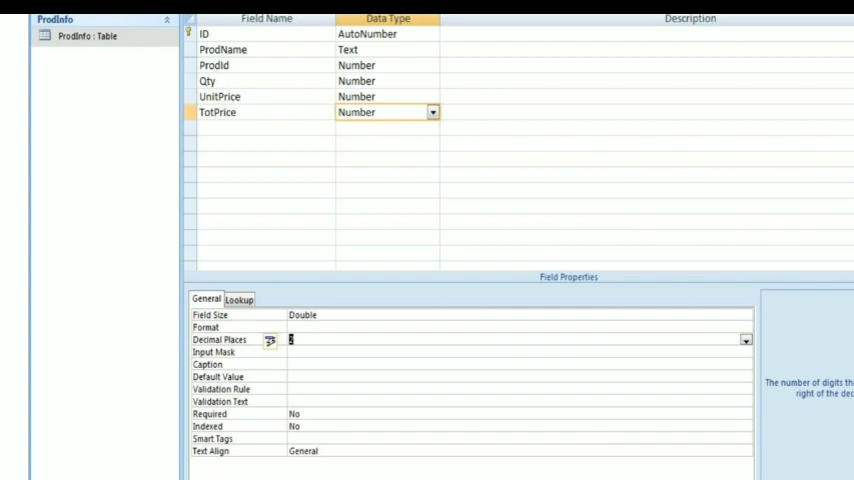 ProdInfo
ProdInfo : Table
Field Name Data Type Description
ID AutoNumber
ProdName Text
ProdId Number
Qty Number
UnitPrice Number
TotPrice Number
Field Properties
General Lookup
Field Size Double
Format
Decimal Places 2
Input Mask
Caption
Default Value
Validation Rule
Validation Text
Required No
Indexed No
Smart Tags
Text Align General
The number of digits tha
right of the dec